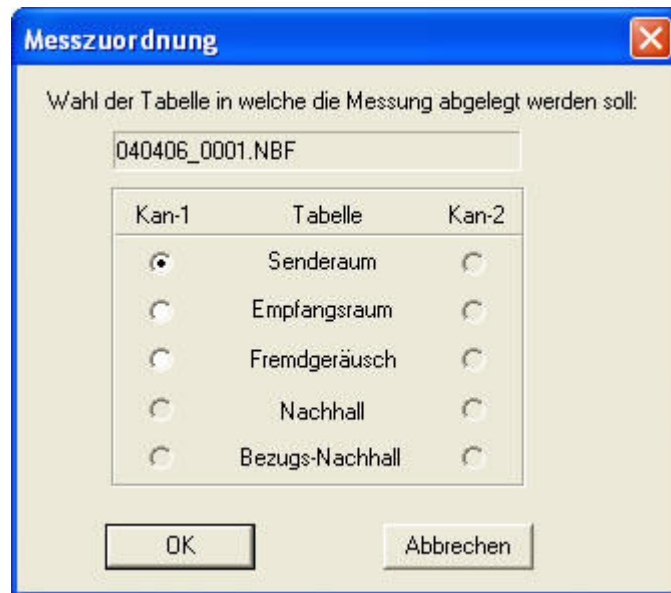 Messzuordnung
Wahl der Tabelle in welche die Messung abgelegt werden soll:
040406_0001.NBF
Kan-1 Tabelle Kan-2
Senderaum
Empfangsraum
Fremdgeräusch
Nachhall
Bezugs-Nachhall
OK Abbrechen